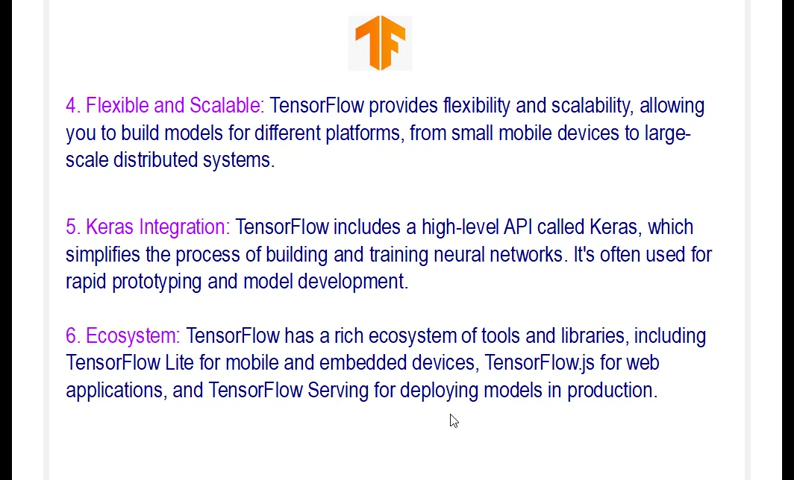 4. Flexible and Scalable: TensorFlow provides flexibility and scalability, allowing
you to build models for different platforms, from small mobile devices to large-
scale distributed systems.
5. Keras Integration: TensorFlow includes a high-level API called Keras, which
simplifies the process of building and training neural networks. It's often used for
rapid prototyping and model development.
6. Ecosystem: TensorFlow has a rich ecosystem of tools and libraries, including
TensorFlow Lite for mobile and embedded devices, TensorFlow.js for web
applications, and TensorFlow Serving for deploying models in production.